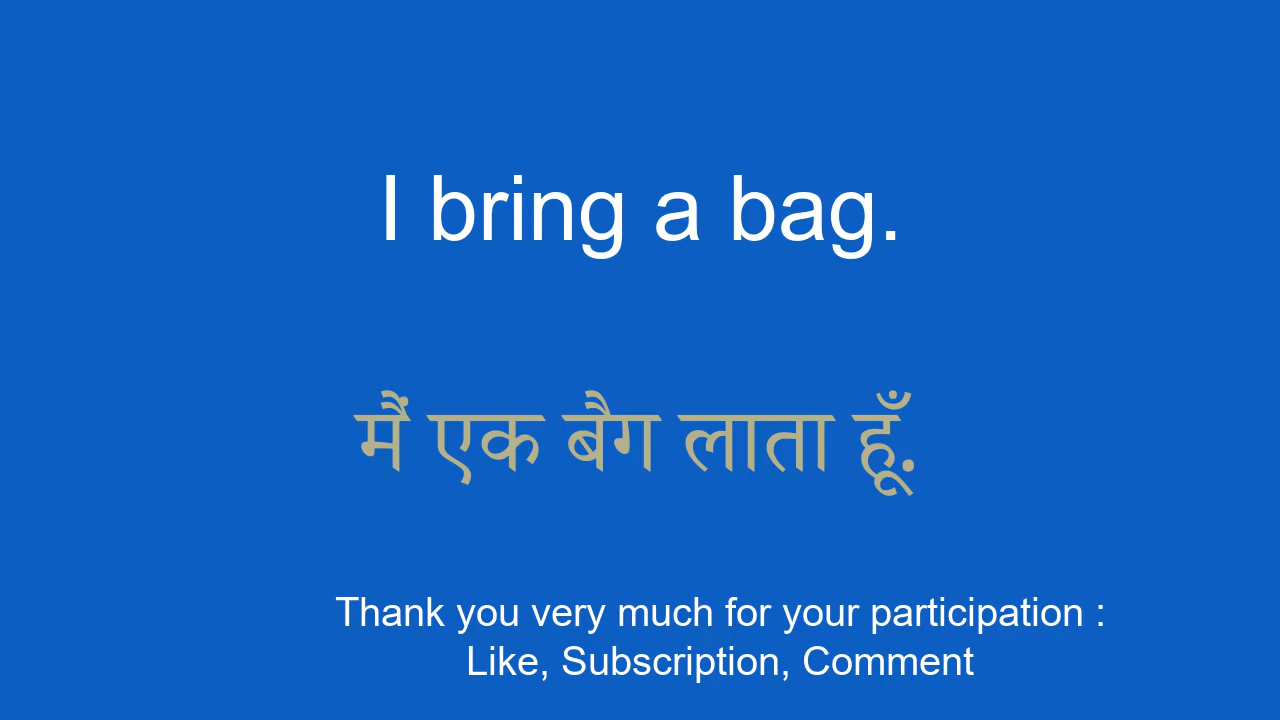 I bring a bag.
मैं एक बैग लाता हूँ.
Thank you very much for your participation :
Like, Subscription, Comment